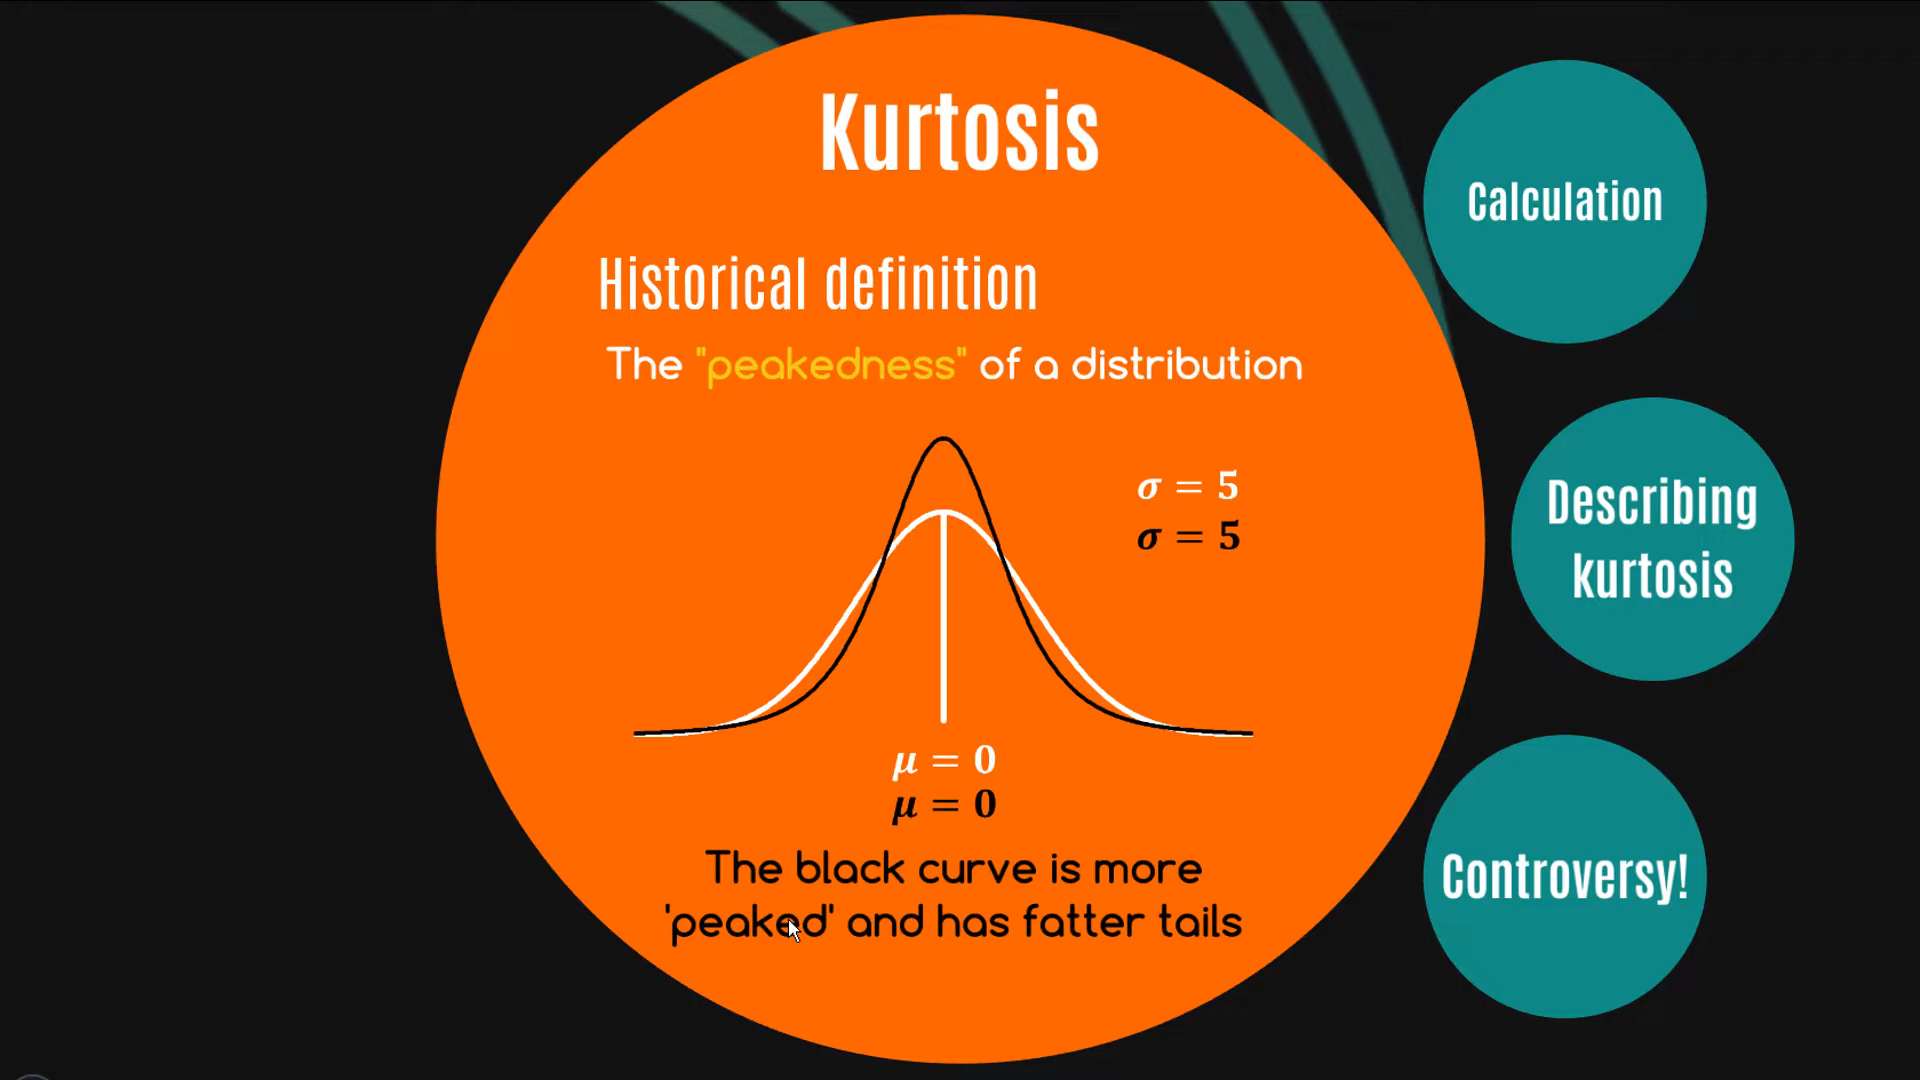 Kurtosis
Historical definition
The "peakedness" of a distribution
σ = 5
σ = 5
μ = 0
μ = 0
The black curve is more
'peaked' and has fatter tails
Calculation
Describing
kurtosis
Controversy!